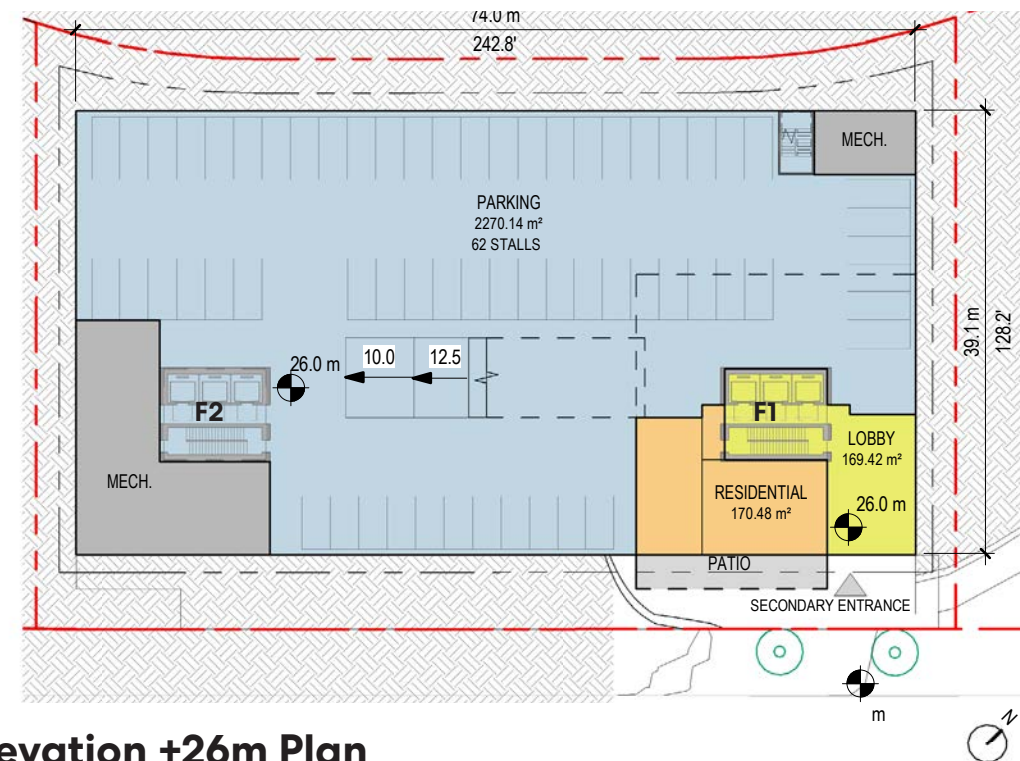 74.0 m
242.8'
MECH.
PARKING
2270.14 m²
62 STALLS
39.1 m
128.2'
26.0 m
10.0
12.5
F2
F1
LOBBY
169.42 m²
MECH.
RESIDENTIAL
170.48 m²
26.0 m
PATIO
SECONDARY ENTRANCE
m
N
evation +26m Plan